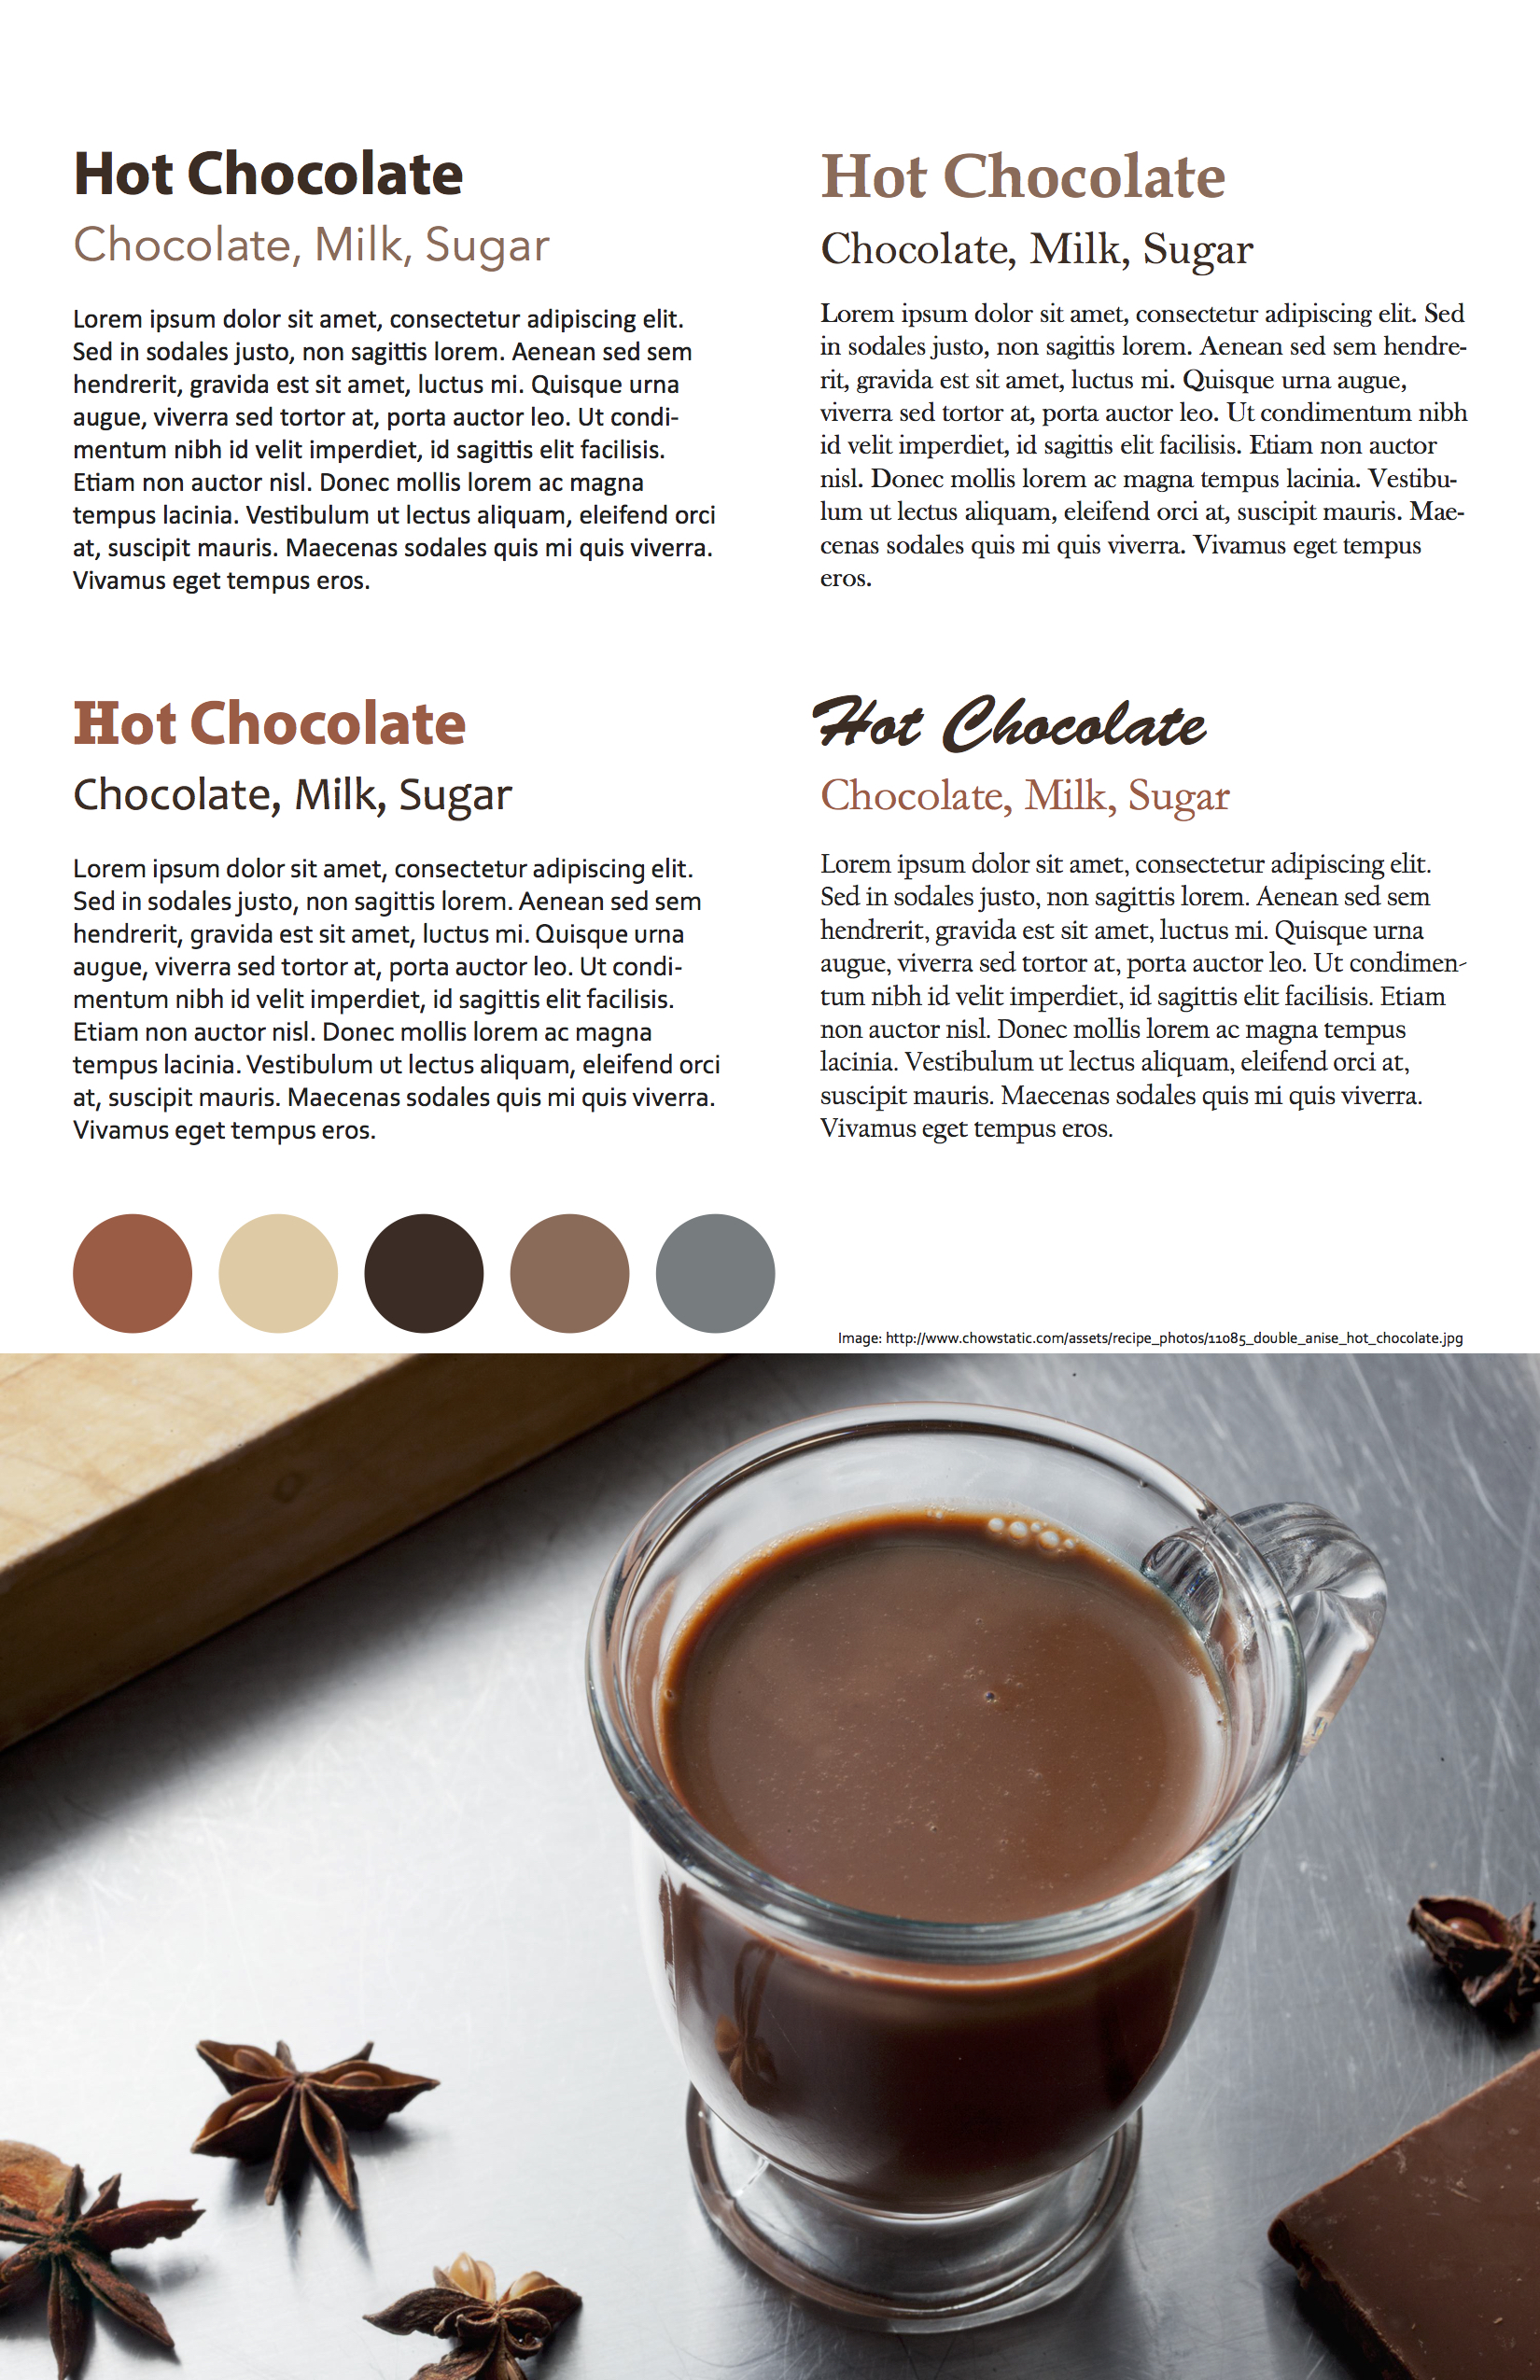 Hot Chocolate
Chocolate, Milk, Sugar
Lorem ipsum dolor sit amet, consectetur adipiscing elit.
Sed in sodales justo, non sagittis lorem. Aenean sed sem
hendrerit, gravida est sit amet, luctus mi. Quisque urna
augue, viverra sed tortor at, porta auctor leo. Ut condi-
mentum nibh id velit imperdiet, id sagittis elit facilisis.
Etiam non auctor nisl. Donec mollis lorem ac magna
tempus lacinia. Vestibulum ut lectus aliquam, eleifend orci
at, suscipit mauris. Maecenas sodales quis mi quis viverra.
Vivamus eget tempus eros.
Hot Chocolate
Chocolate, Milk, Sugar
Lorem ipsum dolor sit amet, consectetur adipiscing elit. Sed
in sodales justo, non sagittis lorem. Aenean sed sem hendre-
rit, gravida est sit amet, luctus mi. Quisque urna augue,
viverra sed tortor at, porta auctor leo. Ut condimentum nibh
id velit imperdiet, id sagittis elit facilisis. Etiam non auctor
nisl. Donec mollis lorem ac magna tempus lacinia. Vestibu-
lum ut lectus aliquam, eleifend orci at, suscipit mauris. Mae-
cenas sodales quis mi quis viverra. Vivamus eget tempus
eros.
Hot Chocolate
Chocolate, Milk, Sugar
Lorem ipsum dolor sit amet, consectetur adipiscing elit.
Sed in sodales justo, non sagittis lorem. Aenean sed sem
hendrerit, gravida est sit amet, luctus mi. Quisque urna
augue, viverra sed tortor at, porta auctor leo. Ut condi-
mentum nibh id velit imperdiet, id sagittis elit facilisis.
Etiam non auctor nisl. Donec mollis lorem ac magna
tempus lacinia. Vestibulum ut lectus aliquam, eleifend orci
at, suscipit mauris. Maecenas sodales quis mi quis viverra.
Vivamus eget tempus eros.
Hot Chocolate
Chocolate, Milk, Sugar
Lorem ipsum dolor sit amet, consectetur adipiscing elit.
Sed in sodales justo, non sagittis lorem. Aenean sed sem
hendrerit, gravida est sit amet, luctus mi. Quisque urna
augue, viverra sed tortor at, porta auctor leo. Ut condimen-
tum nibh id velit imperdiet, id sagittis elit facilisis. Etiam
non auctor nisl. Donec mollis lorem ac magna tempus
lacinia. Vestibulum ut lectus aliquam, eleifend orci at,
suscipit mauris. Maecenas sodales quis mi quis viverra.
Vivamus eget tempus eros.
Image: http://www.chowstatic.com/assets/recipe_photos/11085_double_anise_hot_chocolate.jpg